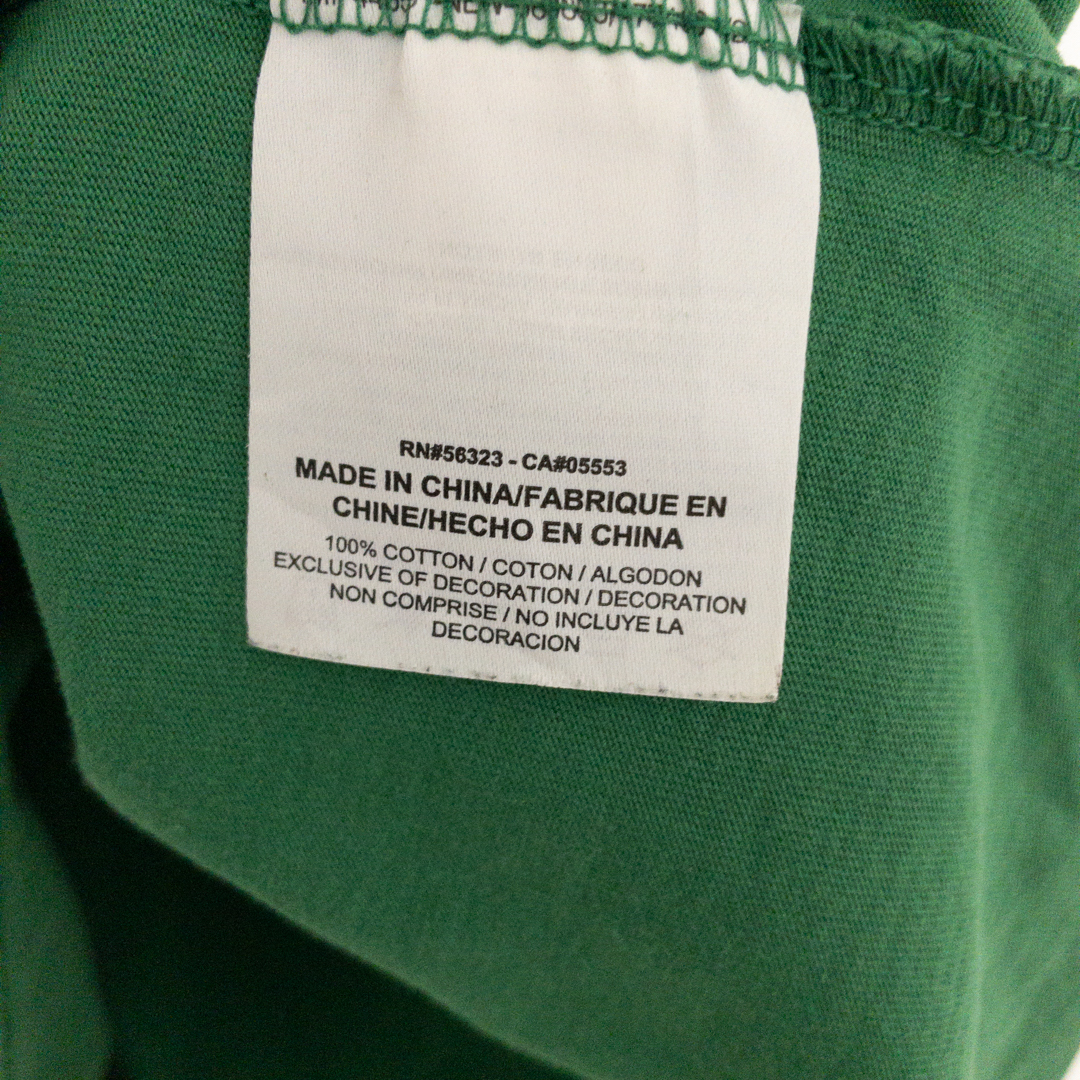 RN#56323 - CA#05553
MADE IN CHINA/FABRIQUE EN
CHINE/HECHO EN CHINA
100% COTTON / COTON / ALGODON
EXCLUSIVE OF DECORATION / DECORATION
NON COMPRISE / NO INCLUYE LA
DECORACION